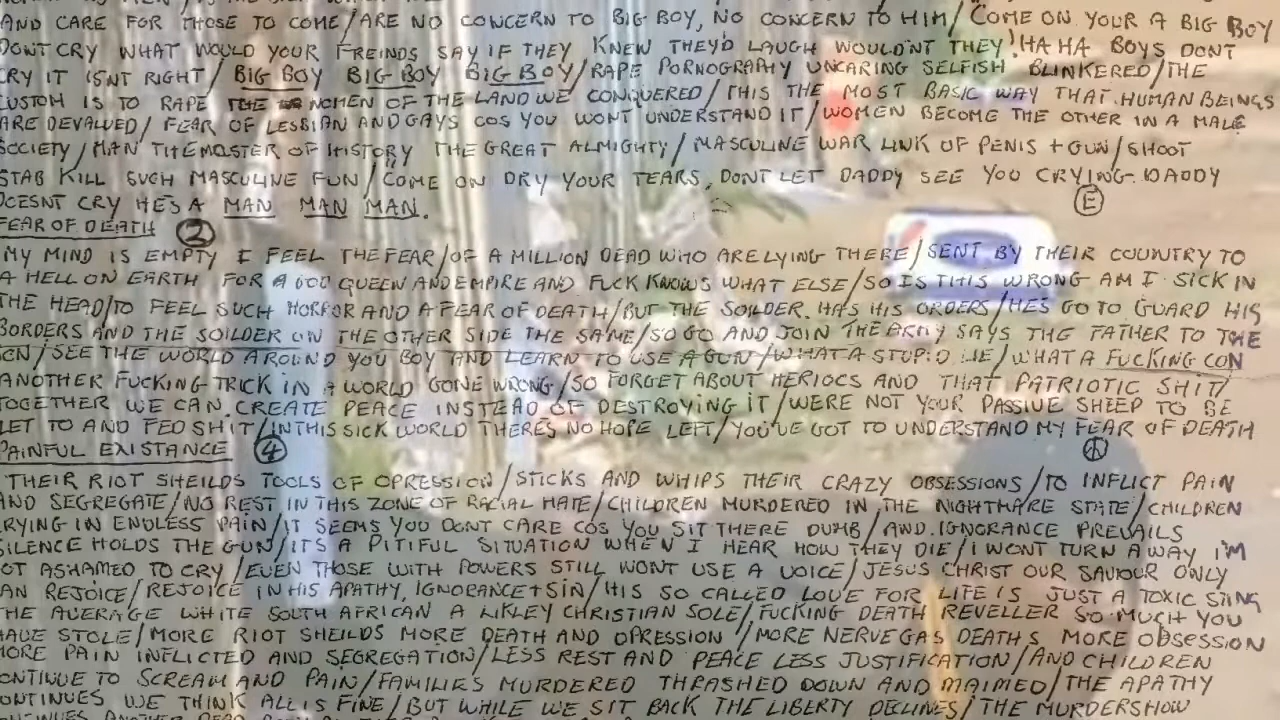 AND CARE FOR THOSE TO COME/ARE NO CONCERN TO BIG BOY, NO CONCERN TO HIM/COME ON YOUR A BIG BOY
DONT CRY WHAT WOULD YOUR FREINDS SAY IF THEY KNEW THEY'D LAUGH WOULDN'T THEY! HA HA BOYS DONT
CRY IT ISNT RIGHT/BIG BOY BIG BOY BIG BOY/RAPE PORNOGRAPHY UNCARING SELFISH BLINKERED/THE
CUSTOM IS TO RAPE THE WOMEN OF THE LAND WE CONQUERED/THIS THE MOST BASIC WAY THAT HUMAN BEINGS
ARE DEVALUED/FEAR OF LESBIAN AND GAYS COS YOU WONT UNDERSTAND IT/WOMEN BECOME THE OTHER IN A MALE
SOCIETY/MAN THE MASTER OF HISTORY THE GREAT ALMIGHTY/MASCULINE WAR LINK OF PENIS + GUN/SHOOT
STAB KILL SUCH MASCULINE FUN/COME ON DRY YOUR TEARS, DONT LET DADDY SEE YOU CRYING. DADDY
DOESNT CRY HE'S A MAN MAN MAN. Ⓔ
FEAR OF DEATH ②
MY MIND IS EMPTY I FEEL THE FEAR/OF A MILLION DEAD WHO ARE LYING THERE/SENT BY THEIR COUNTRY TO
A HELL ON EARTH FOR A GOD QUEEN AND EMPIRE AND FUCK KNOWS WHAT ELSE/SO IS THIS WRONG AM I SICK IN
THE HEAD/TO FEEL SUCH HORROR AND A FEAR OF DEATH/BUT THE SOILDER HAS HIS ORDERS/HE'S GO TO GUARD HIS
BORDERS AND THE SOILDER ON THE OTHER SIDE THE SAME/SO GO AND JOIN THE ARMY SAYS THE FATHER TO THE
SON/SEE THE WORLD AROUND YOU BOY AND LEARN TO USE A GUN/WHAT A STUPID LIE/WHAT A FUCKING CON
ANOTHER FUCKING TRICK IN A WORLD GONE WRONG/SO FORGET ABOUT HERIOCS AND THAT PATRIOTIC SHIT/
TOGETHER WE CAN CREATE PEACE INSTEAD OF DESTROYING IT/WERE NOT YOUR PASSIVE SHEEP TO BE
LET TO AND FED SHIT/IN THIS SICK WORLD THERE'S NO HOPE LEFT/YOU'VE GOT TO UNDERSTAND MY FEAR OF DEATH
PAINFUL EXISTANCE ④
THEIR RIOT SHEILDS TOOLS OF OPRESSION/STICKS AND WHIPS THEIR CRAZY OBSESSIONS/TO INFLICT PAIN
AND SEGREGATE/NO REST IN THIS ZONE OF RACIAL HATE/CHILDREN MURDERED IN THE NIGHTMARE STATE/CHILDREN
CRYING IN ENDLESS PAIN/IT SEEMS YOU DONT CARE COS YOU SIT THERE DUMB/AND IGNORANCE PREVAILS
SILENCE HOLDS THE GUN/IT'S A PITIFUL SITUATION WHEN I HEAR HOW THEY DIE/I WONT TURN AWAY I'M
NOT ASHAMED TO CRY/EVEN THOSE WITH POWERS STILL WONT USE A VOICE/JESUS CHRIST OUR SAVIOUR ONLY
CAN REJOICE/REJOICE IN HIS APATHY, IGNORANCE + SIN/HIS SO CALLED LOVE FOR LIFE IS JUST A TOXIC STING
THE AVERAGE WHITE SOUTH AFRICAN A LIKLEY CHRISTIAN SOLE/FUCKING DEATH REVELLER SO MUCH YOU
HAVE STOLE/MORE RIOT SHEILDS MORE DEATH AND OPRESSION/MORE NERVE GAS DEATHS MORE OBSESSION
MORE PAIN INFLICTED AND SEGREGATION/LESS REST AND PEACE LESS JUSTIFICATION/AND CHILDREN
CONTINUE TO SCREAM AND PAIN/FAMILIES MURDERED THRASHED DOWN AND MAIMED/THE APATHY
CONTINUES WE THINK ALL IS FINE/BUT WHILE WE SIT BACK THE LIBERTY DECLINES/THE MURDERSHOW